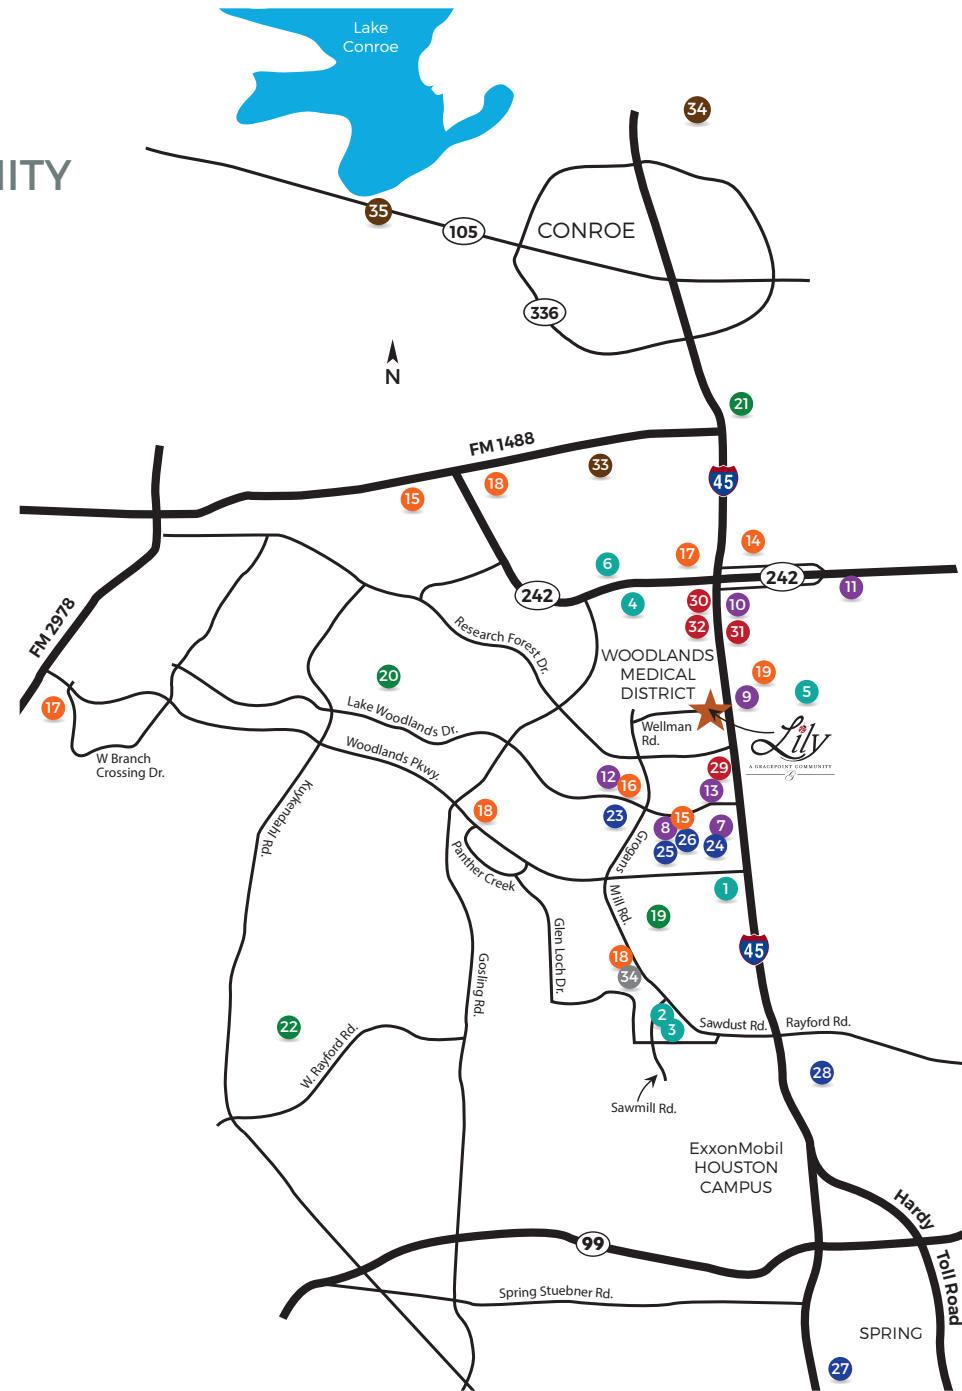 Lake
Conroe
34
NITY
35
105
CONROE
336
N
21
FM 1488
33
18
15
45
14
17
6
242
242
11
4
30
10
32
31
FM 2978
Research Forest Dr.
WOODLANDS
MEDICAL
DISTRICT
20
19
5
9
17
Lake Woodlands Dr.
Wellman
Rd.
Lily
A GRACEPOINT COMMUNITY
G
Woodlands Pkwy.
W Branch
Crossing Dr.
29
12
16
13
Kuykendahl Rd.
18
23
15
8
7
26
24
25
Grogans
Mill Rd.
Panther Creek
1
19
Glen Loch Dr.
45
18
34
Gosling Rd.
22
2
3
Sawdust Rd.
Rayford Rd.
W. Rayford Rd.
28
Sawmill Rd.
ExxonMobil
HOUSTON
CAMPUS
Hardy
Toll Road
99
Spring Stuebner Rd.
SPRING
27